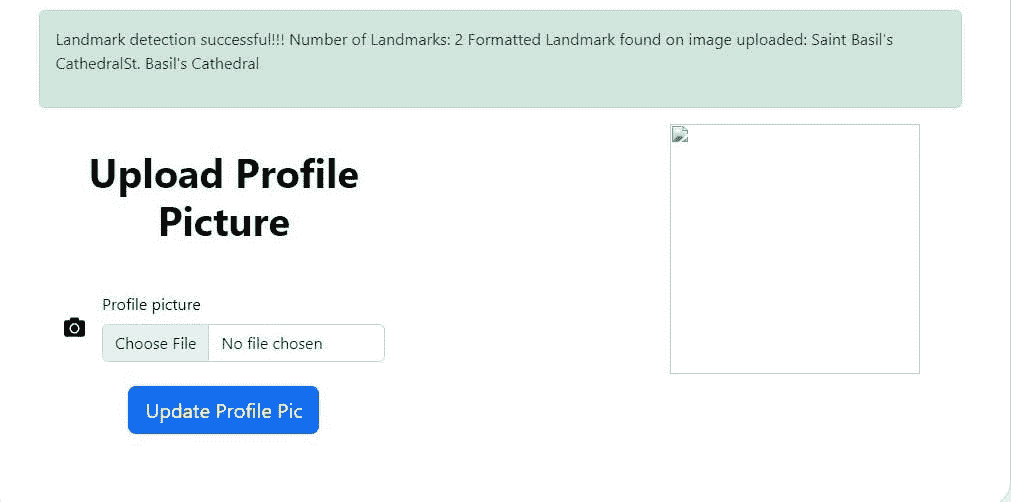 Landmark detection successful!!! Number of Landmarks: 2 Formatted Landmark found on image uploaded: Saint Basil's
CathedralSt. Basil's Cathedral
Upload Profile
Picture
Profile picture
Choose File No file chosen
Update Profile Pic